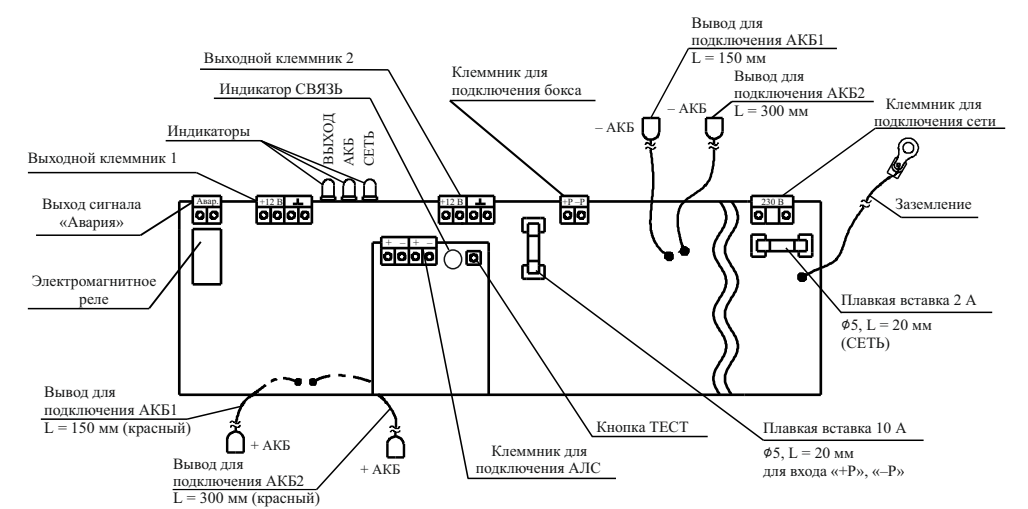 Вывод для
подключения АКБ1
L = 150 мм
Выходной клеммник 2
Клеммник для
подключения бокса
Вывод для
подключения АКБ2
L = 300 мм
Индикатор СВЯЗЬ
– АКБ
– АКБ
Клеммник для
подключения сети
Индикаторы
ВЫХОД
АКБ
СЕТЬ
Выходной клеммник 1
Выход сигнала
«Авария»
Авар.
+12 В
+12 В
+Р –Р
230 В
Заземление
+ – + –
Электромагнитное
реле
Плавкая вставка 2 А
⌀5, L = 20 мм
(СЕТЬ)
Вывод для
подключения АКБ1
L = 150 мм (красный)
+ АКБ
Вывод для
подключения АКБ2
L = 300 мм (красный)
+ АКБ
Клеммник для
подключения АЛС
Кнопка ТЕСТ
Плавкая вставка 10 А
⌀5, L = 20 мм
для входа «+Р», «–Р»